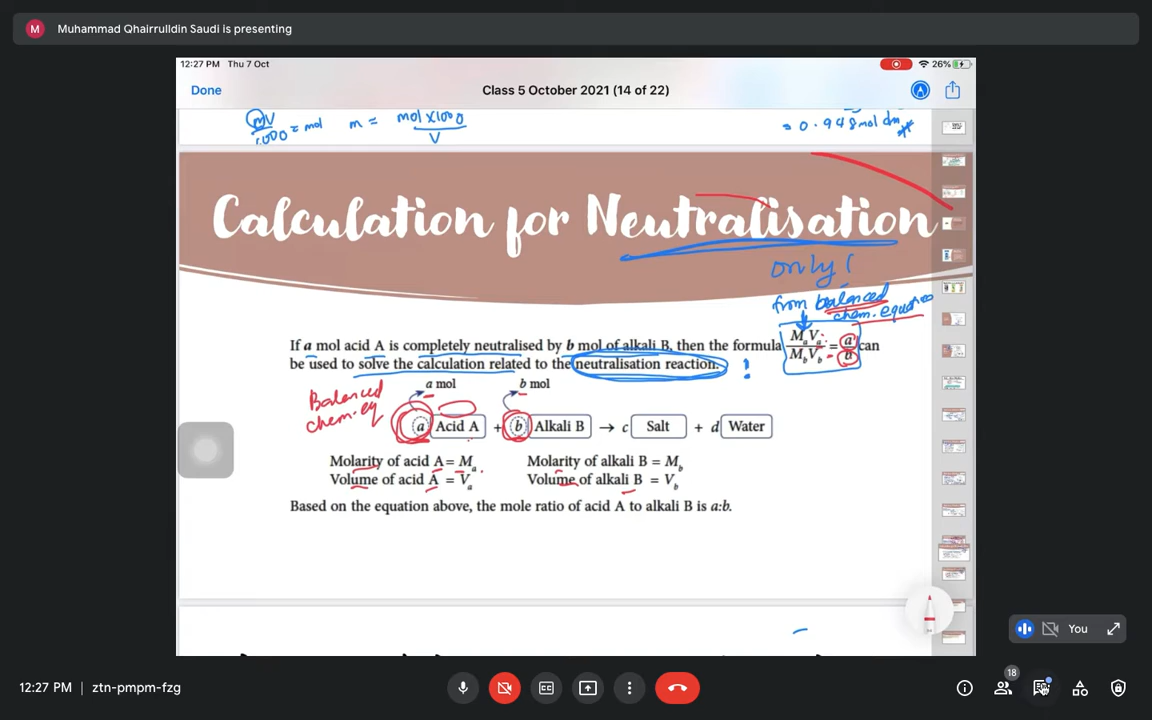 M Muhammad Qhairrulldin Saudi is presenting
12:27 PM Thu 7 Oct
26%
Done
Class 5 October 2021 (14 of 22)
mV/1000 = mol m = mol x 1000/V
= 0.948 mol dm
Calculation for Neutralisation
only!
from balanced
chem. equation
If a mol acid A is completely neutralised by b mol of alkali B, then the formula MaVa/MbVb = a/b can
be used to solve the calculation related to the neutralisation reaction. !
Balanced
chem. eq
a mol b mol
a Acid A + b Alkali B → c Salt + d Water
Molarity of acid A = Ma Molarity of alkali B = Mb
Volume of acid A = Va Volume of alkali B = Vb
Based on the equation above, the mole ratio of acid A to alkali B is a:b.
You
12:27 PM | ztn-pmpm-fzg
18